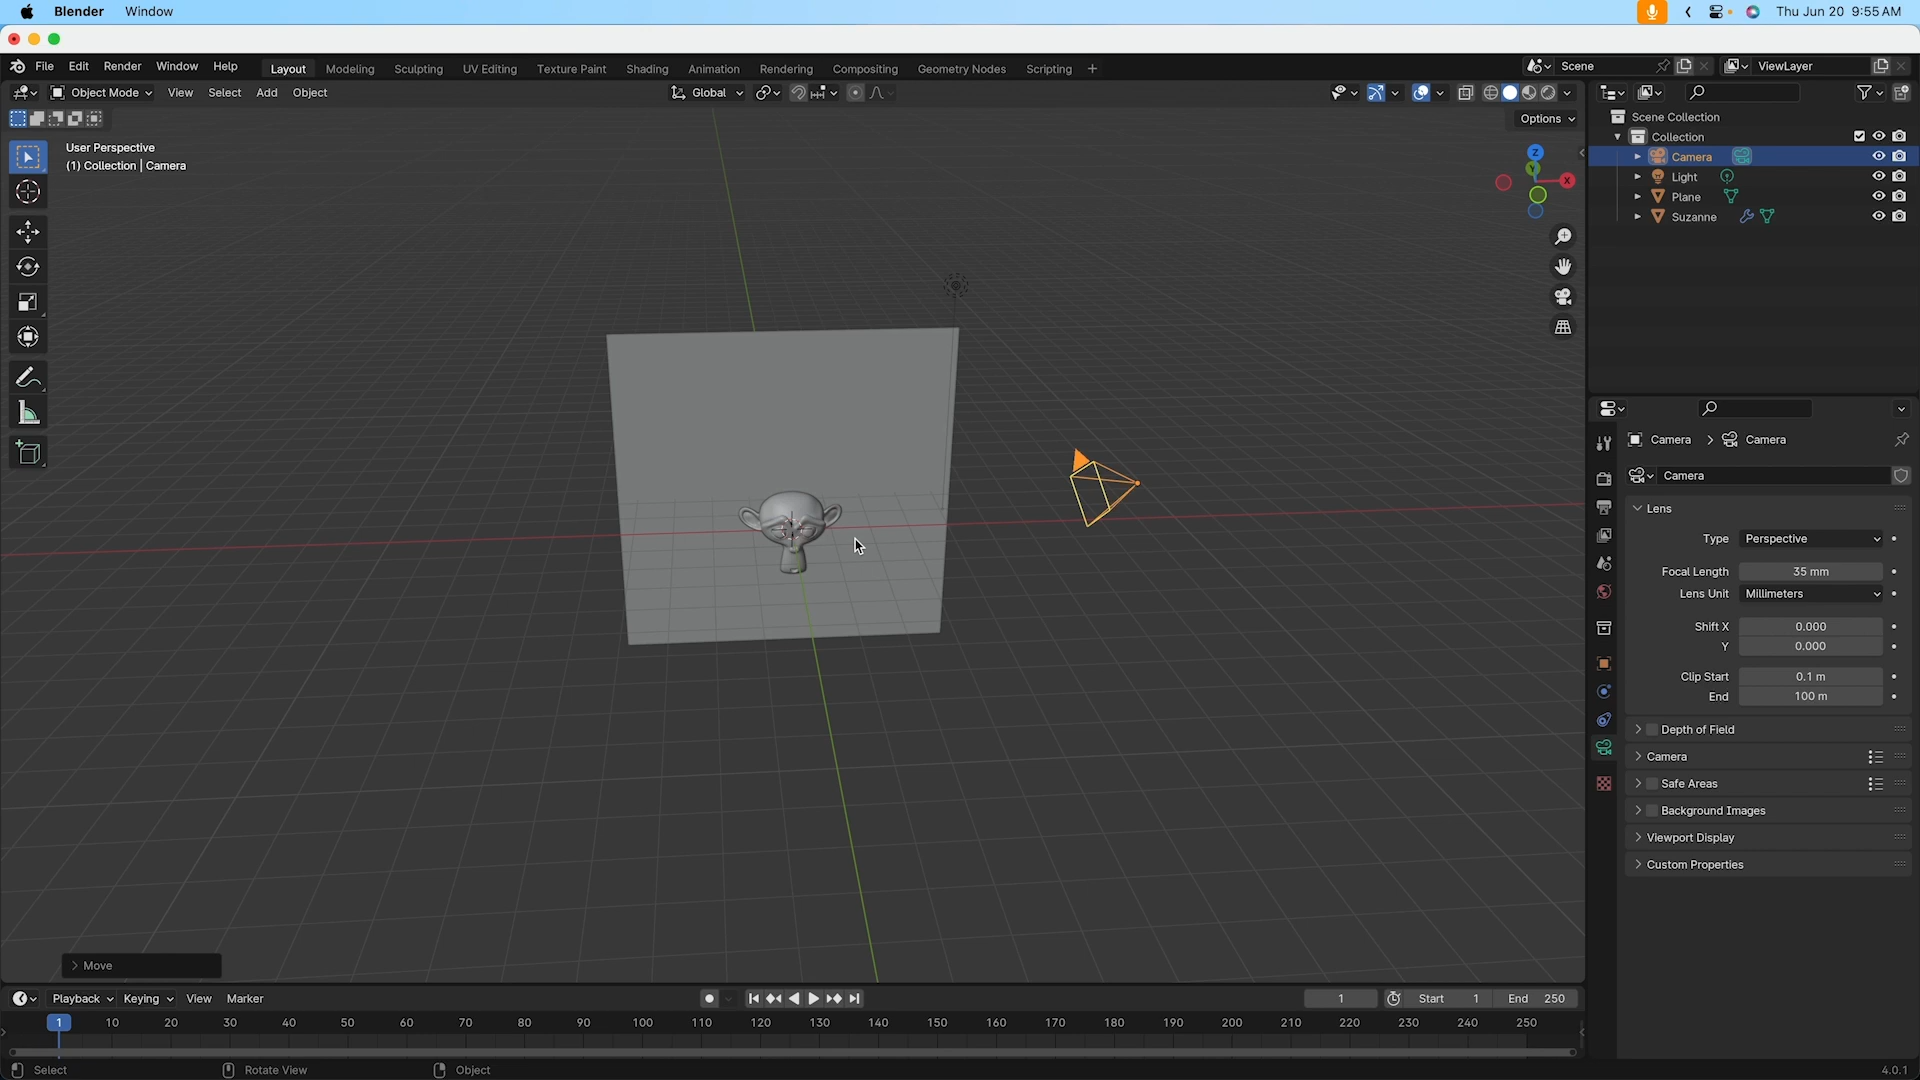 Blender Window Thu Jun 20 9:55 AM
File Edit Render Window Help Layout Modeling Sculpting UV Editing Texture Paint Shading Animation Rendering Compositing Geometry Nodes Scripting + Scene ViewLayer
Object Mode View Select Add Object Global
Options
User Perspective
(1) Collection | Camera
Z
Y
X
Scene Collection
Collection
Camera
Light
Plane
Suzanne
Camera > Camera
Camera
Lens
Type Perspective
Focal Length 35 mm
Lens Unit Millimeters
Shift X 0.000
Y 0.000
Clip Start 0.1 m
End 100 m
Depth of Field
Camera
Safe Areas
Background Images
Viewport Display
Custom Properties
> Move
Playback Keying View Marker 1 Start 1 End 250
1 10 20 30 40 50 60 70 80 90 100 110 120 130 140 150 160 170 180 190 200 210 220 230 240 250
Select Rotate View Object 4.0.1